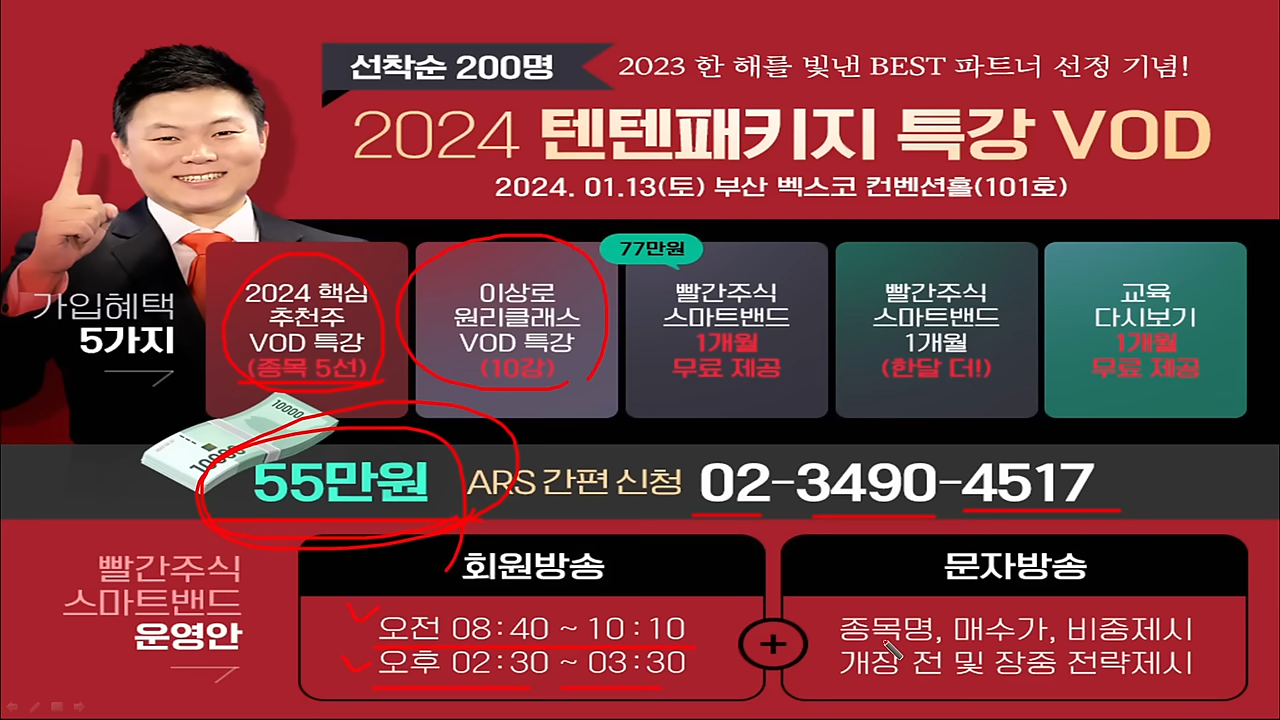 선착순 200명
2023 한 해를 빛낸 BEST 파트너 선정 기념!
2024 텐텐패키지 특강 VOD
2024. 01.13(토) 부산 벡스코 컨벤션홀(101호)
가입혜택
5가지
2024 핵심
추천주
VOD 특강
(종목 5선)
이상로
원리클래스
VOD 특강
(10강)
77만원
빨간주식
스마트밴드
1개월
무료 제공
빨간주식
스마트밴드
1개월
(한달 더!)
교육
다시보기
1개월
무료 제공
10000
10000
55만원
ARS 간편 신청 02-3490-4517
빨간주식
스마트밴드
운영안
회원방송
오전 08:40 ~ 10:10
오후 02:30 ~ 03:30
+
문자방송
종목명, 매수가, 비중제시
개장 전 및 장중 전략제시